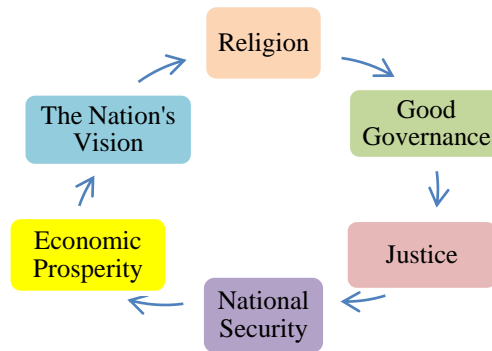 Religion
Good
Governance
Justice
National
Security
Economic
Prosperity
The Nation's
Vision